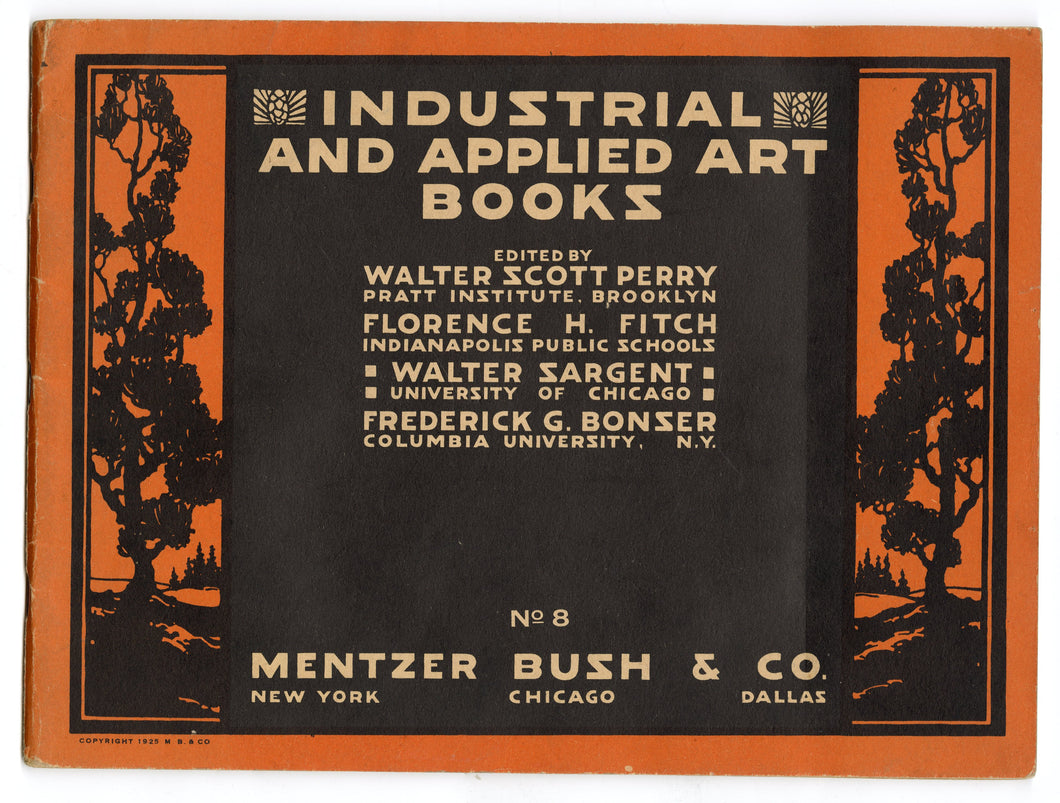 INDUSTRIAL
AND APPLIED ART
BOOKS
EDITED BY
WALTER SCOTT PERRY
PRATT INSTITUTE, BROOKLYN
FLORENCE H. FITCH
INDIANAPOLIS PUBLIC SCHOOLS
WALTER SARGENT
UNIVERSITY OF CHICAGO
FREDERICK G. BONSER
COLUMBIA UNIVERSITY, N.Y.
Nº 8
MENTZER BUSH & CO.
NEW YORK CHICAGO DALLAS
COPYRIGHT 1925 M B. & CO